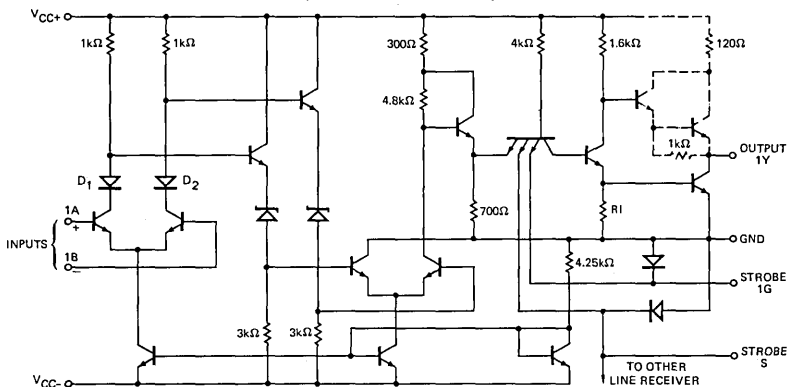 VCC+
1kΩ
1kΩ
300Ω
4kΩ
1.6kΩ
120Ω
4.8kΩ
1kΩ
OUTPUT
1Y
D1
D2
1A
+
INPUTS
1B
−
700Ω
RI
GND
4.25kΩ
STROBE
1G
3kΩ
3kΩ
STROBE
S
TO OTHER
LINE RECEIVER
VCC−